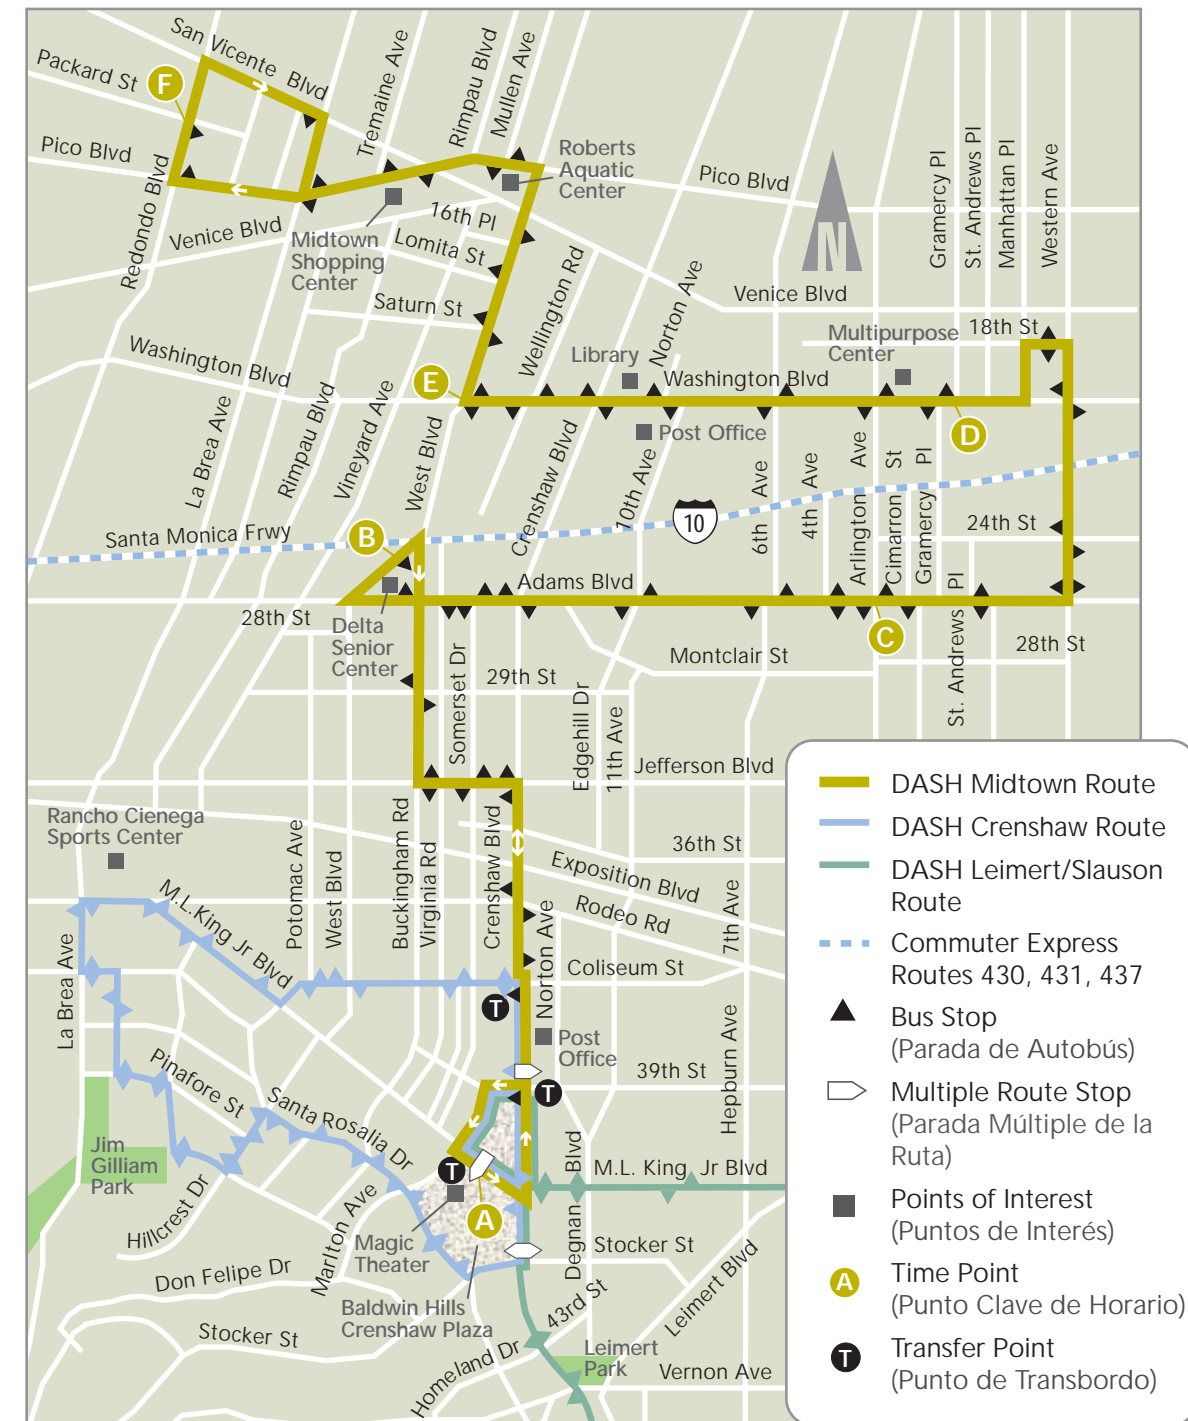 San Vicente Blvd
Packard St
F
Pico Blvd
Redondo Blvd
Tremaine Ave
Rimpau Blvd
Mullen Ave
Roberts
Aquatic
Center
Pico Blvd
Gramercy Pl
St. Andrews Pl
Manhattan Pl
Western Ave
N
Venice Blvd
16th Pl
Lomita St
Midtown
Shopping
Center
Saturn St
Wellington Rd
Norton Ave
Venice Blvd
Multipurpose
Center
18th St
Washington Blvd
Library
Washington Blvd
E
D
Post Office
La Brea Ave
Rimpau Blvd
Vineyard Ave
West Blvd
Crenshaw Blvd
10th Ave
6th Ave
4th Ave
Arlington Ave
Cimarron St
Gramercy Pl
10
24th St
Santa Monica Frwy
B
Adams Blvd
28th St
Delta
Senior
Center
C
28th St
Montclair St
St. Andrews Pl
29th St
Somerset Dr
Edgehill Dr
11th Ave
Jefferson Blvd
Rancho Cienega
Sports Center
Potomac Ave
West Blvd
Buckingham Rd
Virginia Rd
Crenshaw Blvd
36th St
Exposition Blvd
Rodeo Rd
7th Ave
M.L.King Jr Blvd
Norton Ave
Coliseum St
La Brea Ave
T
Post
Office
Hepburn Ave
39th St
T
Pinafore St
Santa Rosalia Dr
Jim
Gilliam
Park
Hillcrest Dr
T
M.L. King Jr Blvd
Degnan Blvd
A
Magic
Theater
Marlton Ave
Stocker St
Don Felipe Dr
Baldwin Hills
Crenshaw Plaza
Leimert Blvd
43rd St
Stocker St
Homeland Dr
Leimert
Park
Vernon Ave
DASH Midtown Route
DASH Crenshaw Route
DASH Leimert/Slauson
Route
Commuter Express
Routes 430, 431, 437
Bus Stop
(Parada de Autobús)
Multiple Route Stop
(Parada Múltiple de la
Ruta)
Points of Interest
(Puntos de Interés)
A
Time Point
(Punto Clave de Horario)
T
Transfer Point
(Punto de Transbordo)